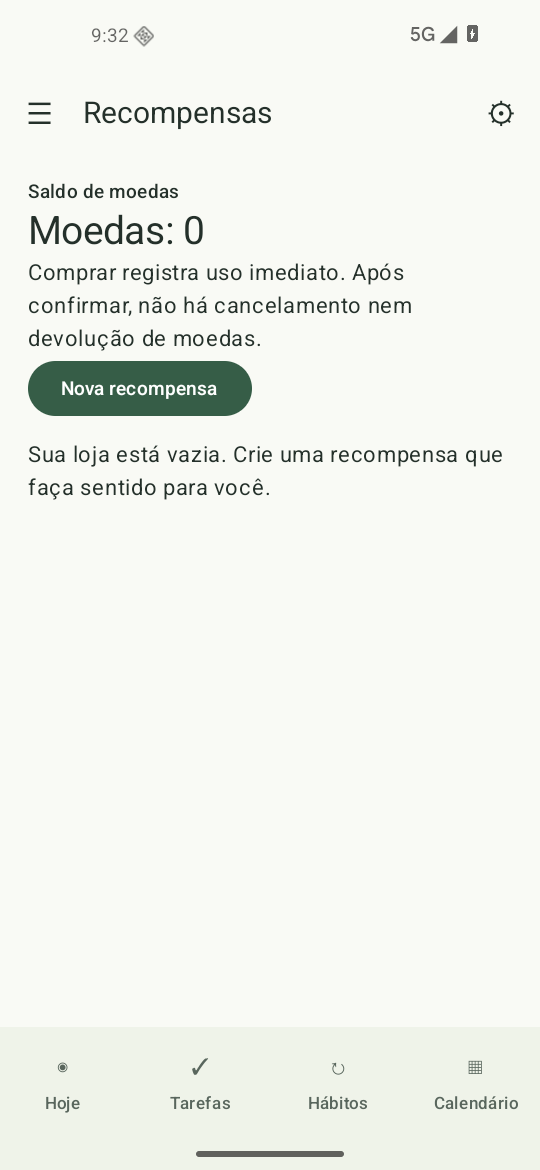 9:32
5G
Recompensas
Saldo de moedas
Moedas: 0
Comprar registra uso imediato. Após
confirmar, não há cancelamento nem
devolução de moedas.
Nova recompensa
Sua loja está vazia. Crie uma recompensa que
faça sentido para você.
Hoje
Tarefas
Hábitos
Calendário